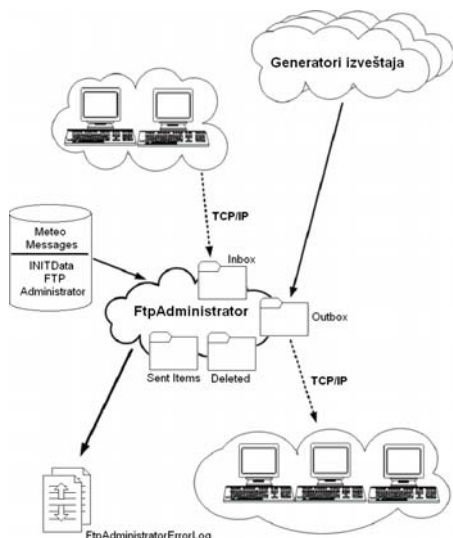 Generatori izveštaja
TCP/IP
Meteo
Messages
INITData
FTP
Administrator
Inbox
FtpAdministrator
Outbox
Sent Items
Deleted
TCP/IP
FtpAdministratorErrorLog